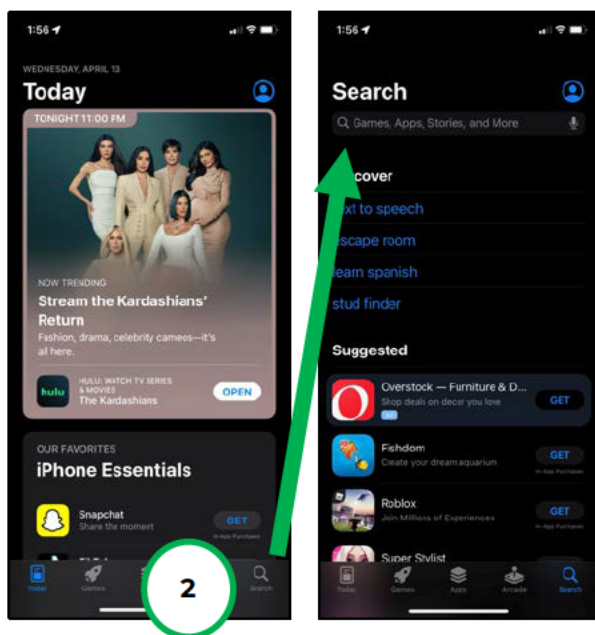 1:56
WEDNESDAY, APRIL 13
Today
TONIGHT 11:00 PM
NOW TRENDING
Stream the Kardashians'
Return
Fashion, drama, celebrity cameos—it's
all here.
hulu
HULU: WATCH TV SERIES
& MOVIES
The Kardashians
OPEN
OUR FAVORITES
iPhone Essentials
Snapchat
Share the moment
GET
In-App Purchases
Today
Games
2
Search
1:56
Search
Games, Apps, Stories, and More
cover
xt to speech
escape room
learn spanish
stud finder
Suggested
Overstock — Furniture & D...
Shop deals on decor you love
Ad
GET
Fishdom
Create your dream aquarium
GET
In-App Purchases
Roblox
Join Millions of Experiences
GET
In-App Purchases
Super Stylist
Today
Games
Apps
Arcade
Search